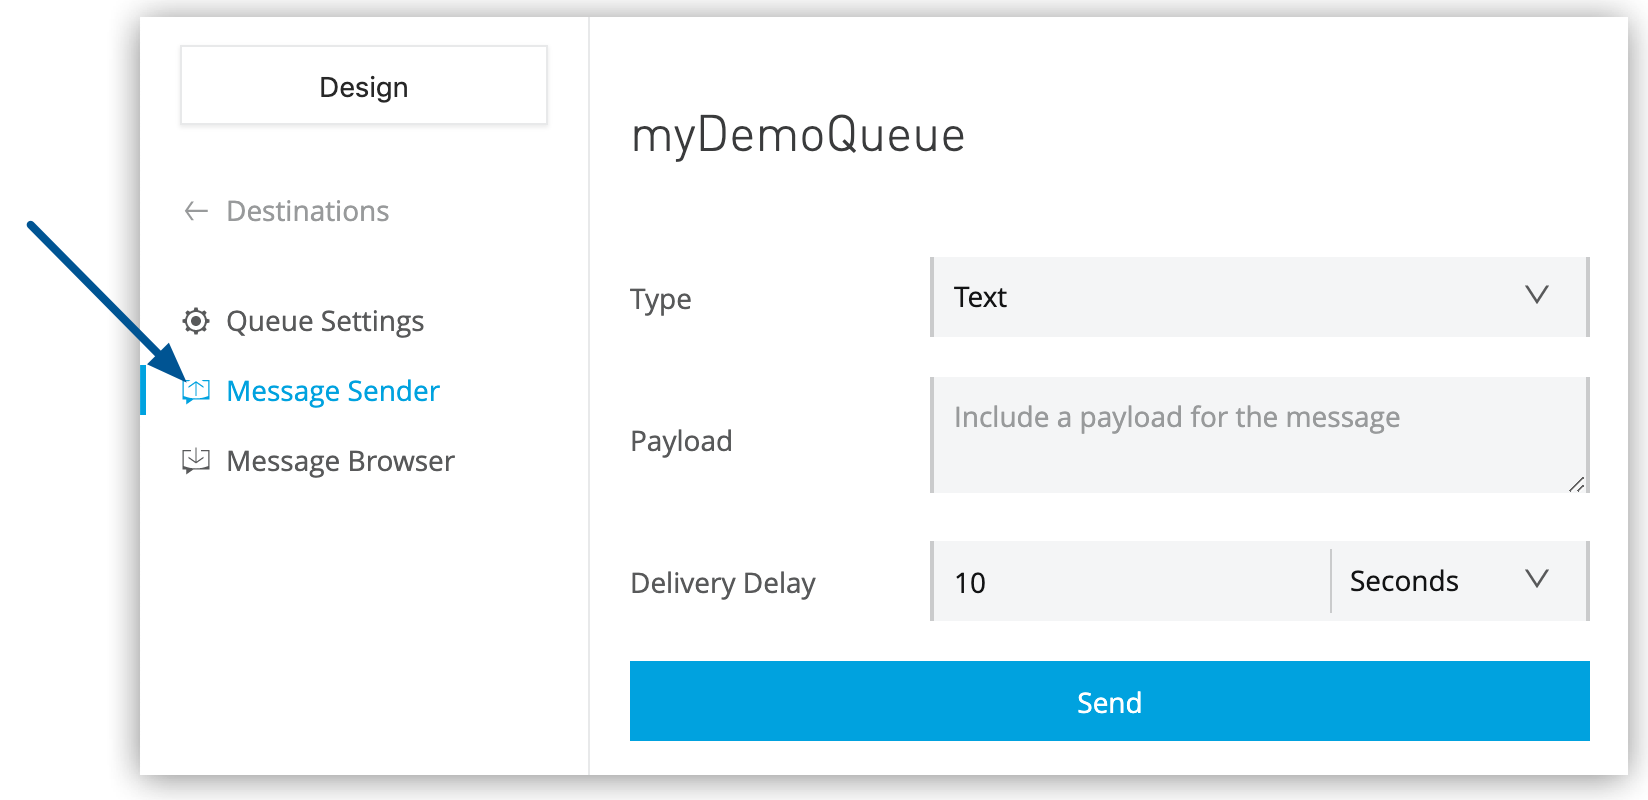 Design
Destinations
Queue Settings
Message Sender
Message Browser
myDemoQueue
Type
Text
Payload
Include a payload for the message
Delivery Delay
10
Seconds
Send